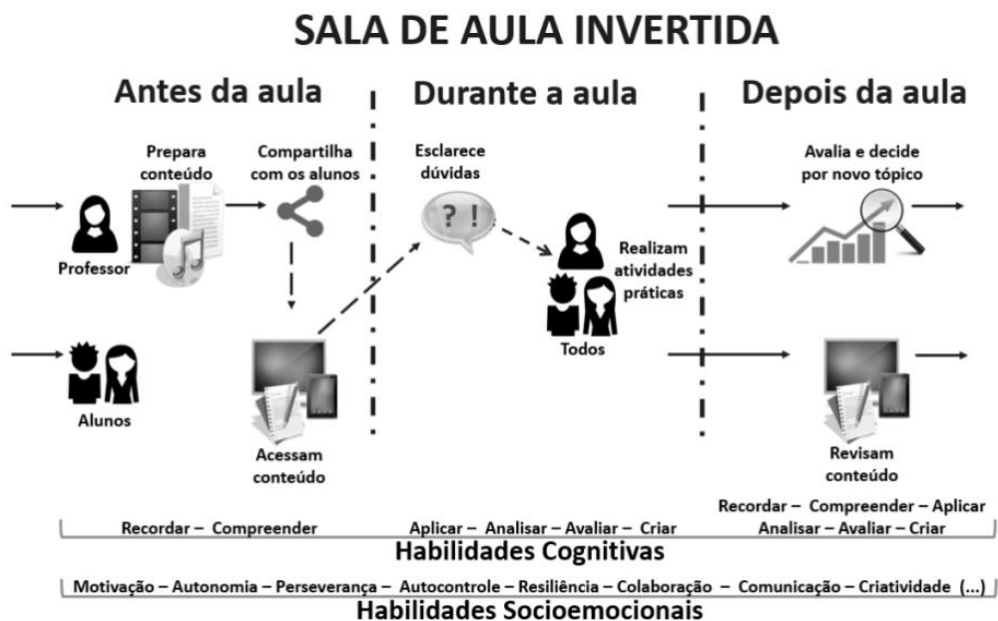 SALA DE AULA INVERTIDA
Antes da aula
Prepara
conteúdo
Compartilha
com os alunos
Professor
Alunos
Acessam
conteúdo
Durante a aula
Esclarece
dúvidas
? !
Realizam
atividades
práticas
Todos
Depois da aula
Avalia e decide
por novo tópico
Revisam
conteúdo
Recordar – Compreender
Aplicar – Analisar – Avaliar – Criar
Recordar – Compreender – Aplicar
Analisar – Avaliar – Criar
Habilidades Cognitivas
Motivação – Autonomia – Perseverança – Autocontrole – Resiliência – Colaboração – Comunicação – Criatividade (...)
Habilidades Socioemocionais